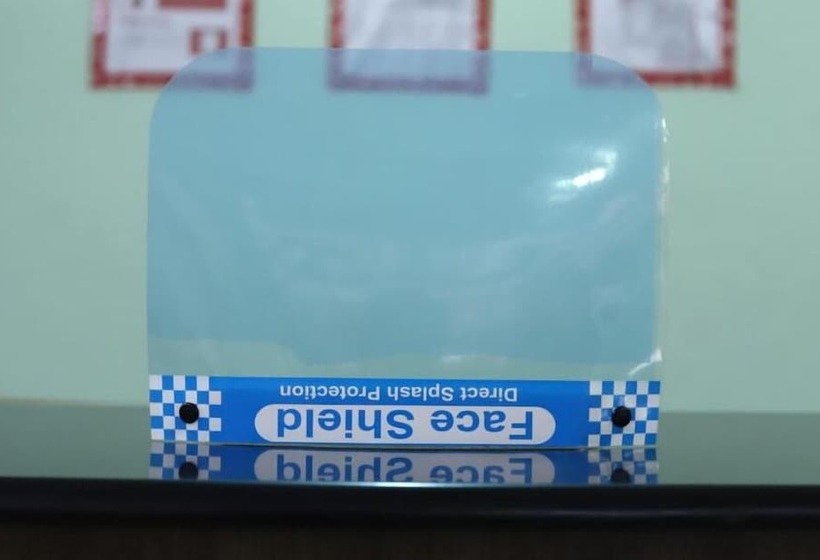 Face Shield
Direct Splash Protection